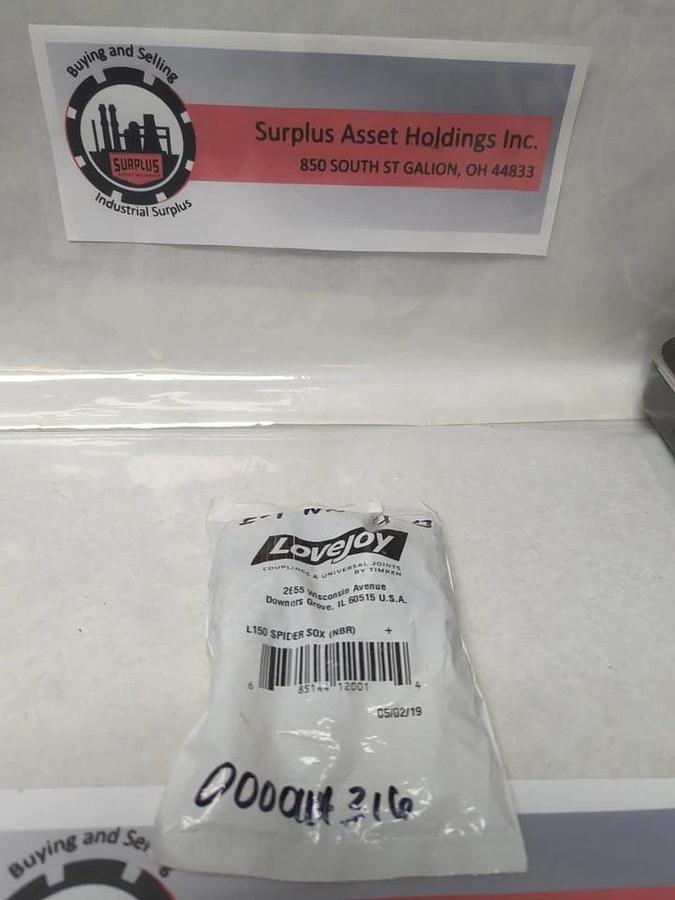 Buying and Selling
SURPLUS
Industrial Surplus
Surplus Asset Holdings Inc.
850 SOUTH ST GALION, OH 44833
Lovejoy
COUPLINGS & UNIVERSAL JOINTS
BY TIMKEN
2655 Wisconsin Avenue
Downers Grove, IL 60515 U.S.A.
L150 SPIDER SOX (NBR) +
6 85144 12001 4
05/02/19
Buying and